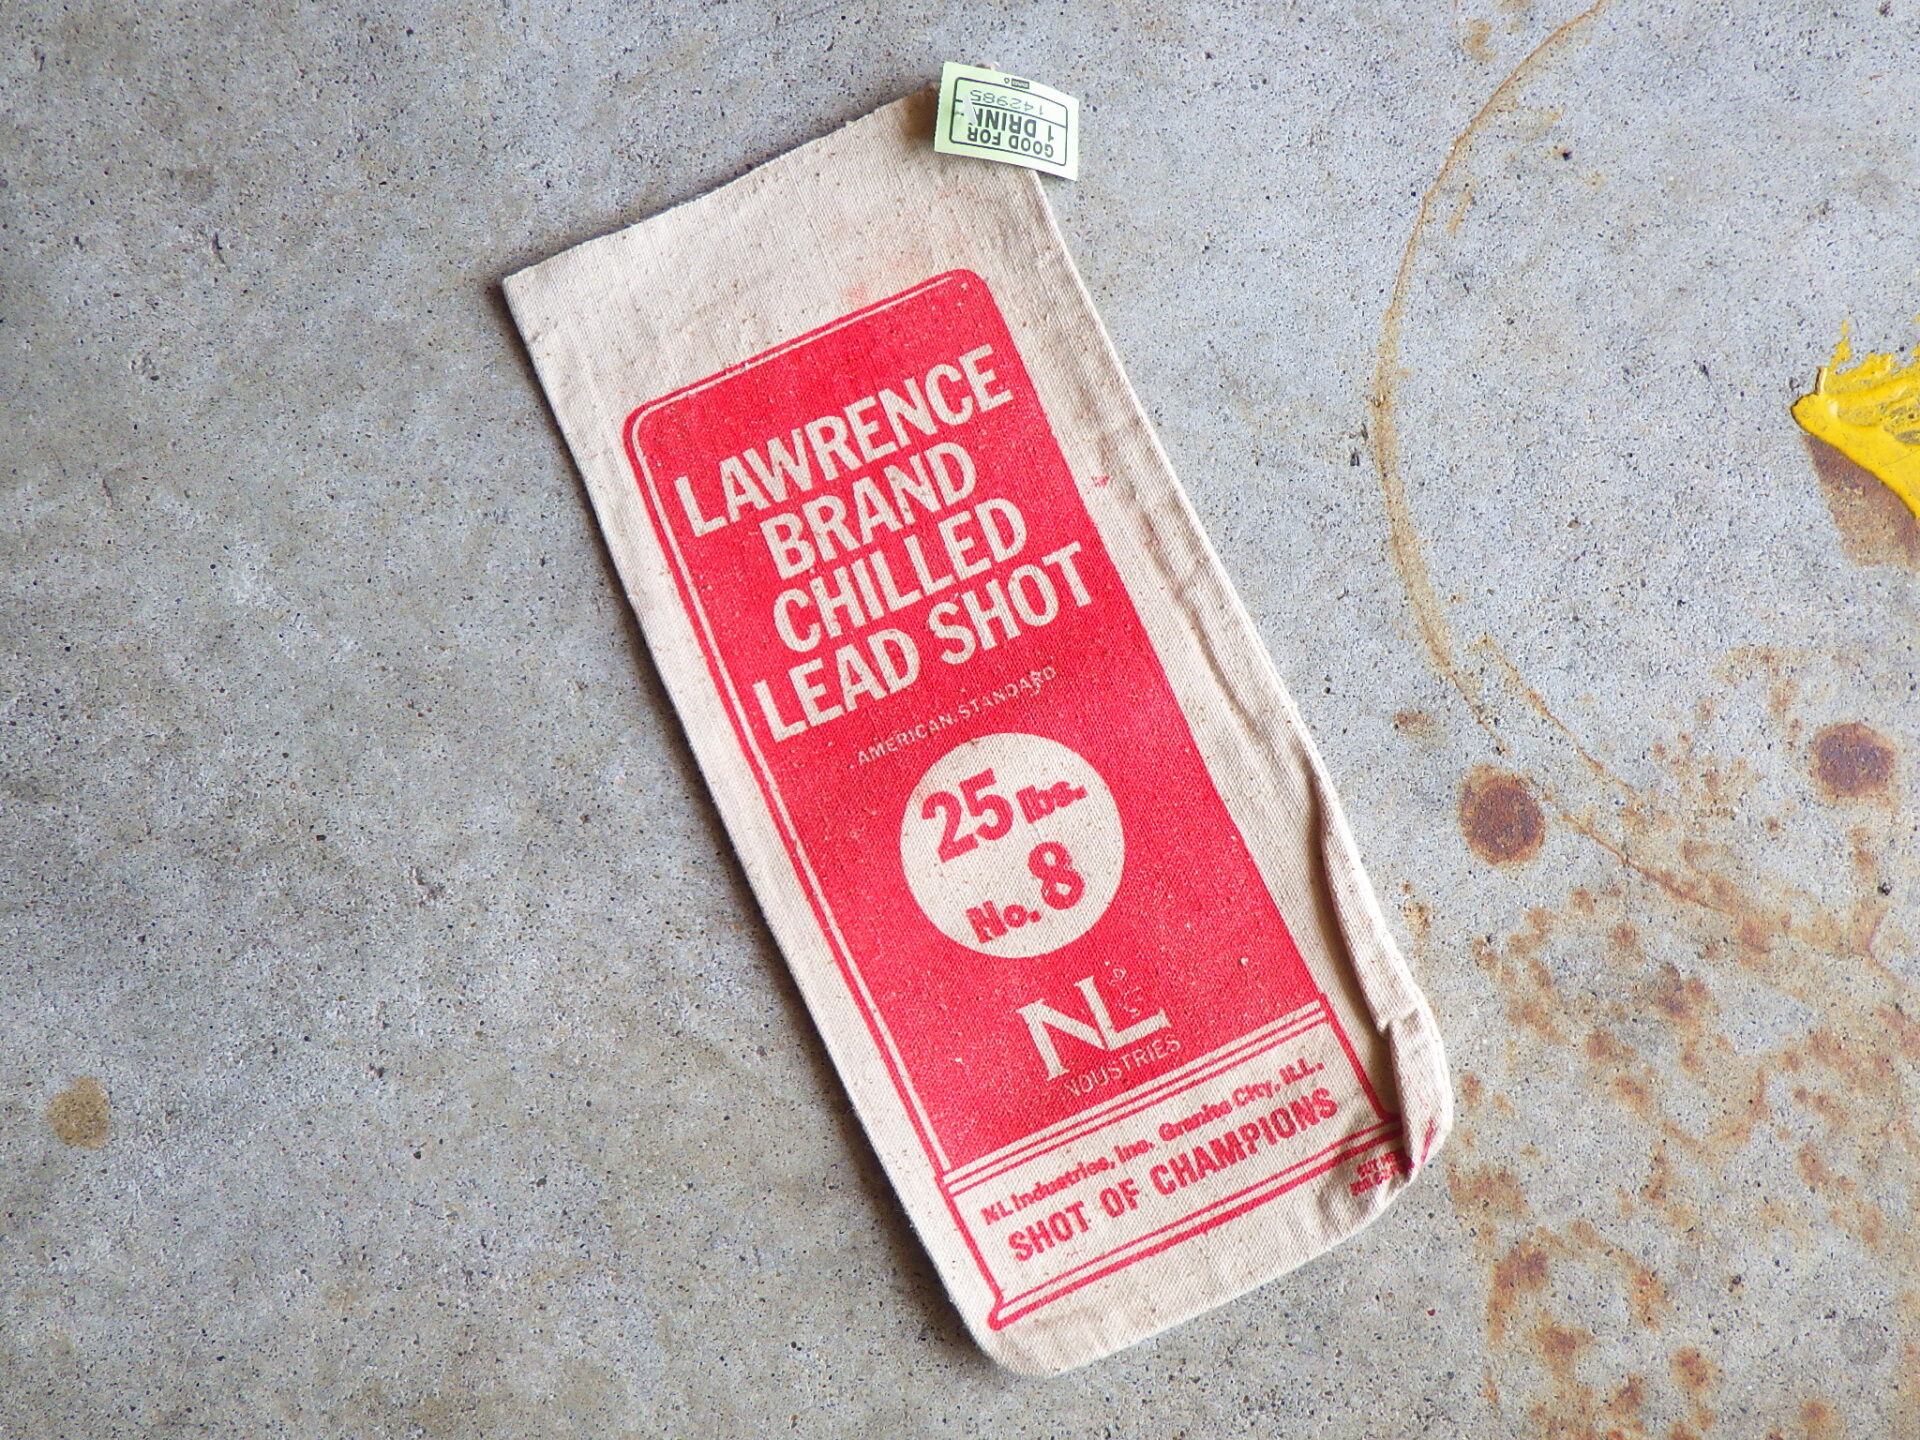 GOOD FOR
1 DRINK
142985
LAWRENCE
BRAND
CHILLED
LEAD SHOT
AMERICAN STANDARD
25 lbs.
No. 8
NL
INDUSTRIES
NL Industries, Inc. Granite City, ILL.
SHOT OF CHAMPIONS